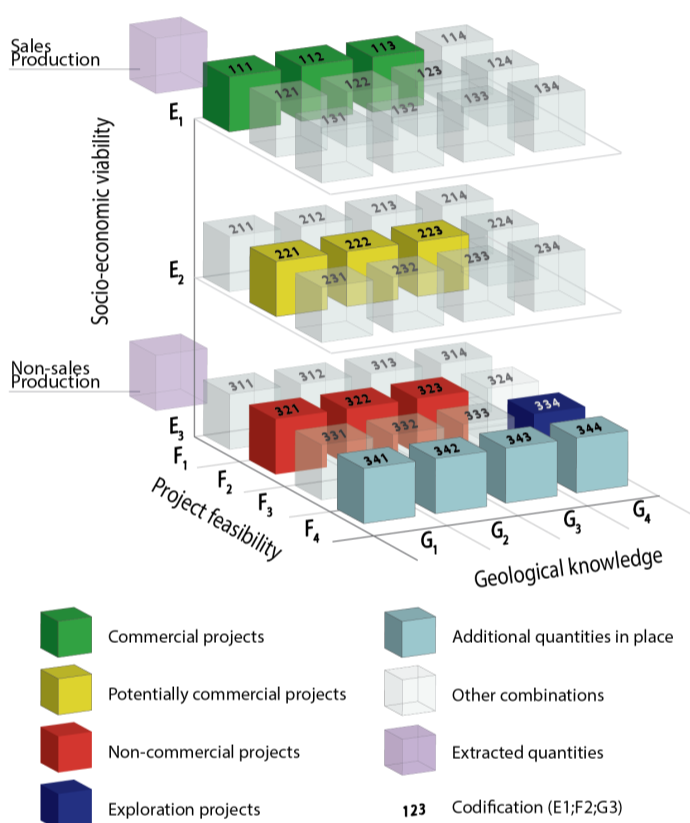 Sales
Production
Socio-economic viability
E1
111
112
113
114
121
122
123
124
131
132
133
134
E2
211
212
213
214
221
222
223
224
231
232
233
234
Non-sales
Production
E3
311
312
313
314
321
322
323
324
331
332
333
334
341
342
343
344
F1
F2
F3
F4
Project feasibility
G1
G2
G3
G4
Geological knowledge
Commercial projects
Potentially commercial projects
Non-commercial projects
Exploration projects
Additional quantities in place
Other combinations
Extracted quantities
123 Codification (E1;F2;G3)